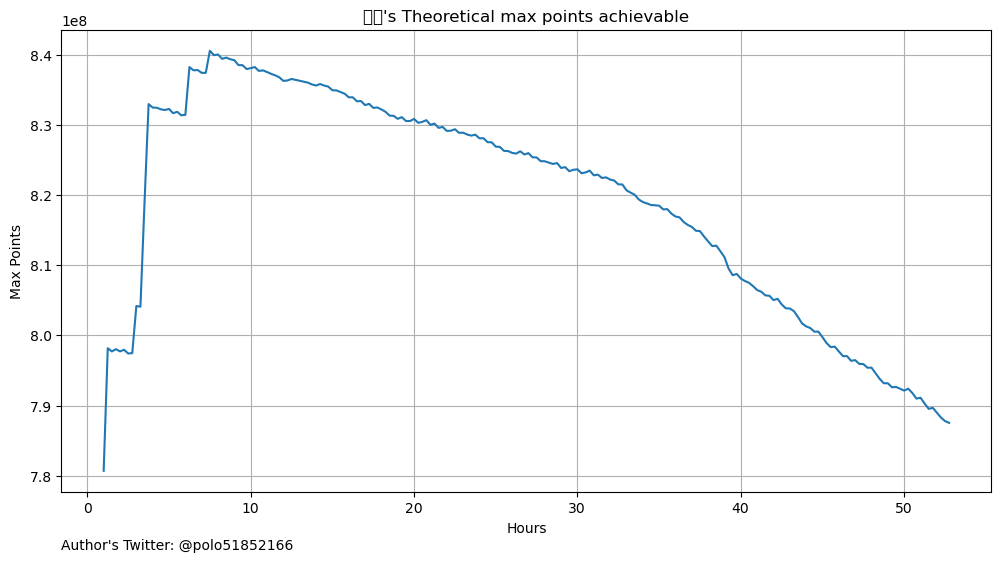 's Theoretical max points achievable
1e8
8.4
8.3
8.2
8.1
8.0
7.9
7.8
Max Points
0 10 20 30 40 50
Hours
Author's Twitter: @polo51852166